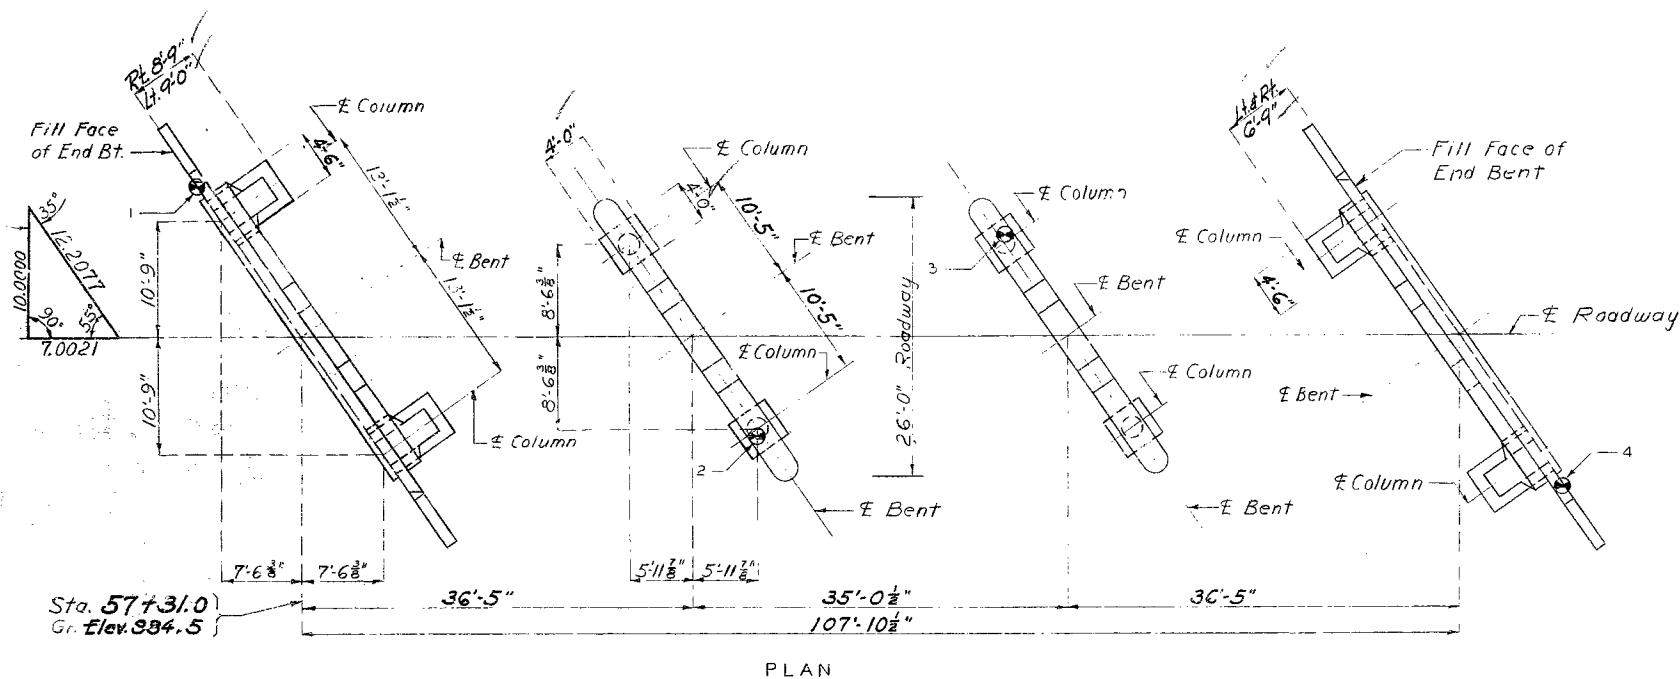 Rt. 8'-9"
Lt. 9'-0"
Fill Face
of End Bt.
℄ Column
4'-6"
13'-1½"
℄ Bent
13'-1½"
1
35°
12.2077
10.0000
90°
55°
7.0021
10'-9"
10'-9"
℄ Column
7'-6⅜"
7'-6⅜"
4'-0"
℄ Column
4'-0"
10'-5"
℄ Bent
10'-5"
8'-6⅜"
8'-6⅜"
℄ Column
2
℄ Bent
5'-11⅞"
5'-11⅞"
26'-0" Roadway
℄ Column
3
℄ Bent
℄ Column
℄ Bent
Lt. & Rt.
6'-9"
Fill Face of
End Bent
℄ Column
4'-6"
℄ Roadway
℄ Bent
℄ Column
4
Sta. 57+31.0
Gr. Elev. 884.5
36'-5"
35'-0½"
36'-5"
107'-10½"
PLAN